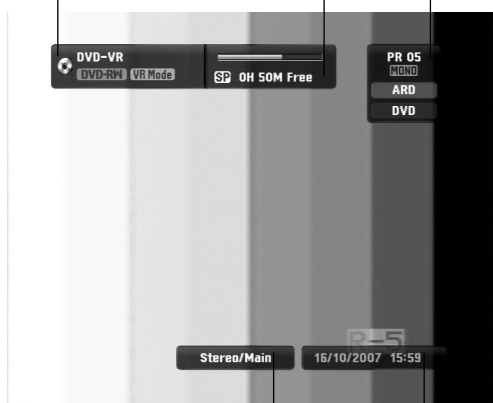 DVD-VR
DVD-RW VR Mode
SP 0H 50M Free
PR 05
MONO
ARD
DVD
R-5
Stereo/Main
16/10/2007 15:59